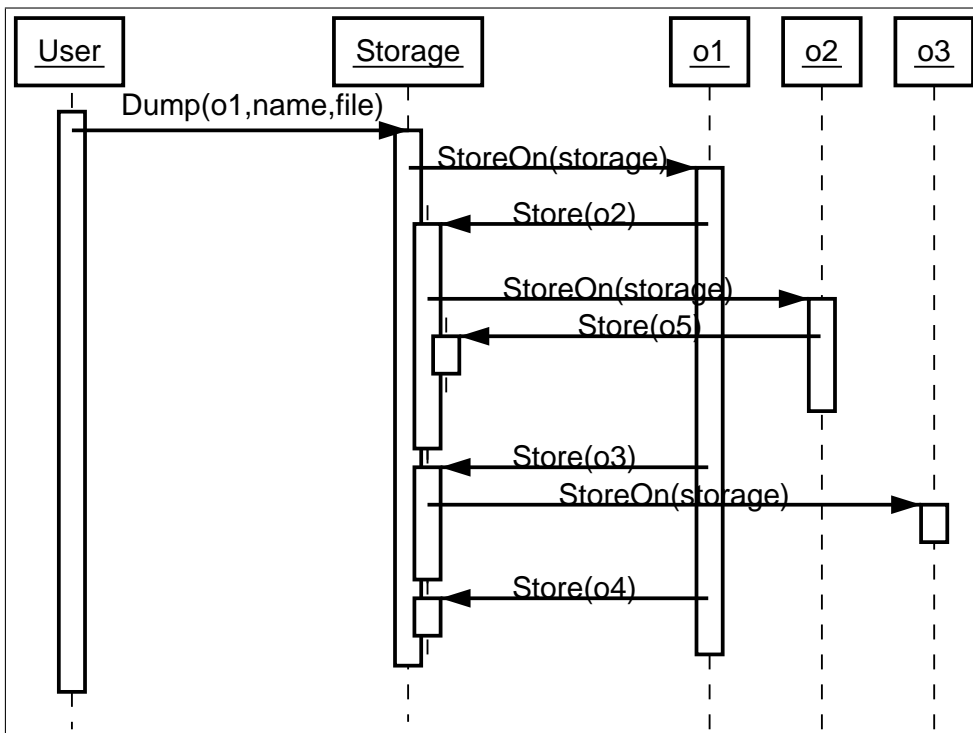 User Storage o1 o2 o3
Dump(o1,name,file)
StoreOn(storage)
Store(o2)
StoreOn(storage)
Store(o5)
Store(o3)
StoreOn(storage)
Store(o4)